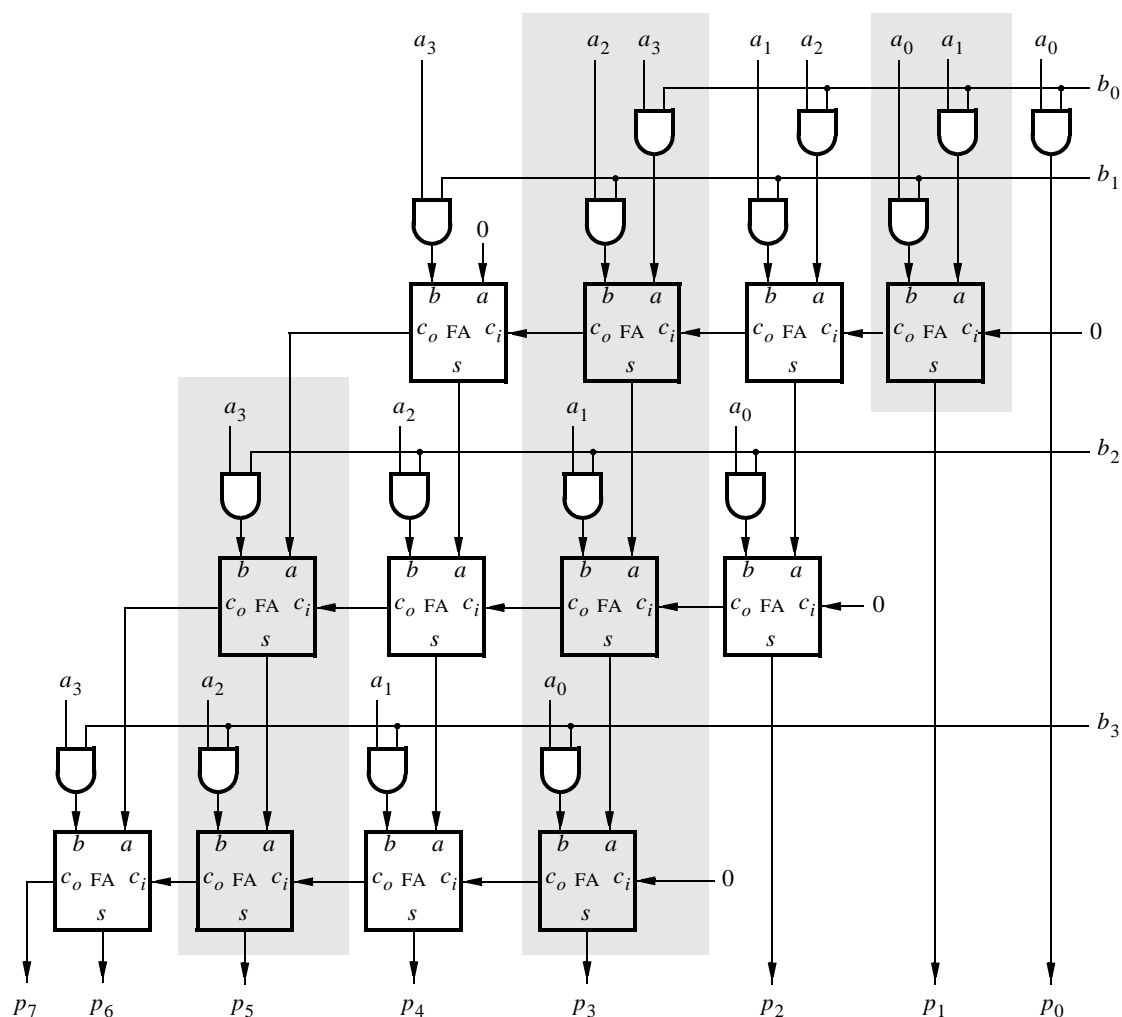 a3 a2 a3 a1 a2 a0 a1 a0
b0
b1
0
b a b a b a b a
co FA ci co FA ci co FA ci co FA ci 0
s s s s
a3 a2 a1 a0
b2
b a b a b a b a
co FA ci co FA ci co FA ci co FA ci 0
s s s s
a3 a2 a1 a0
b3
b a b a b a b a
co FA ci co FA ci co FA ci co FA ci 0
s s s s
p7 p6 p5 p4 p3 p2 p1 p0